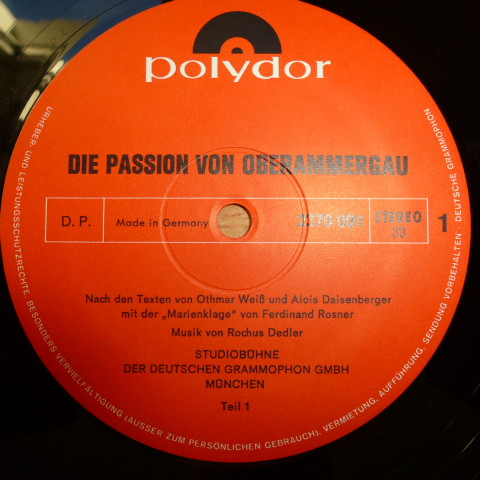 polydor
DIE PASSION VON OBERAMMERGAU
D. P.
Made in Germany
STEREO
33
1
Nach den Texten von Othmar Weiß und Alois Daisenberger
mit der „Marienklage" von Ferdinand Rosner
Musik von Rochus Dedler
STUDIOBÜHNE
DER DEUTSCHEN GRAMMOPHON GMBH
MÜNCHEN
Teil 1
URHEBER- UND LEISTUNGSSCHUTZRECHTE, BESONDERS VERVIELFÄLTIGUNG (AUSSER ZUM PERSÖNLICHEN GEBRAUCH), VERMIETUNG, AUFFÜHRUNG, SENDUNG VORBEHALTEN DEUTSCHE GRAMMOPHON